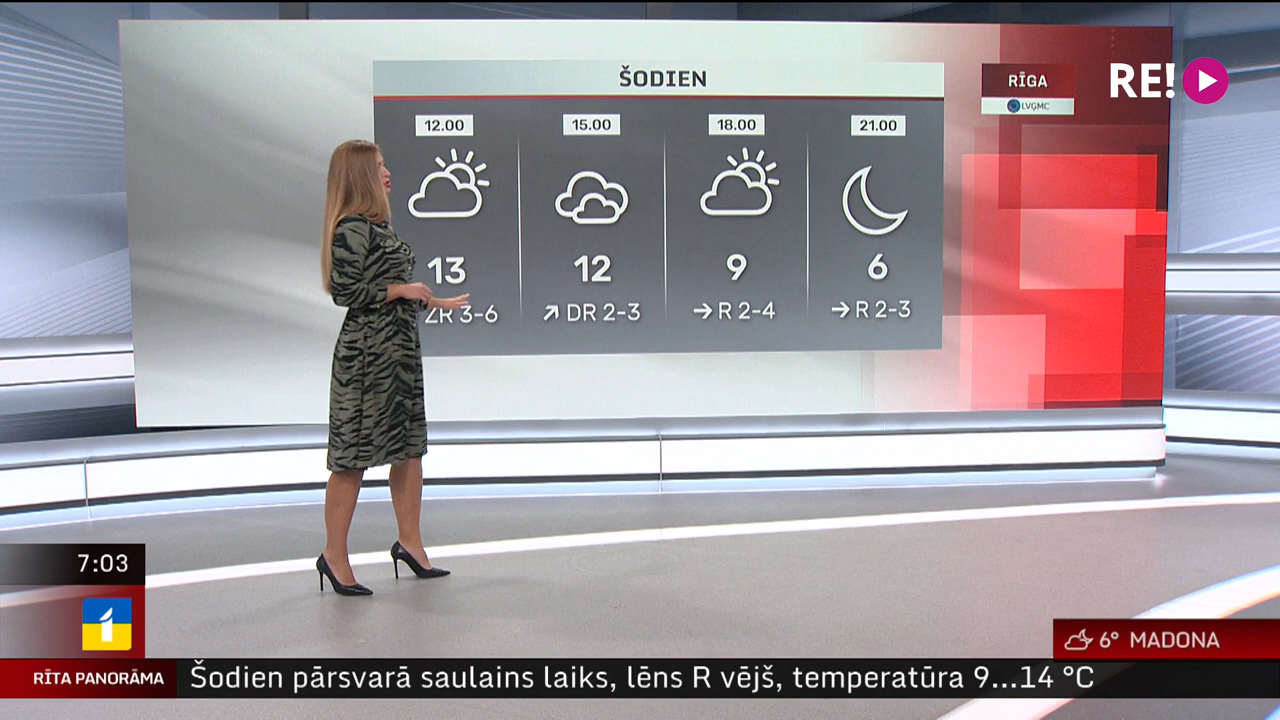 ŠODIEN
RĪGA
RE!
LVĢMC
12.00
15.00
18.00
21.00
13
12
9
6
ZR 3-6
DR 2-3
R 2-4
R 2-3
7:03
1
6° MADONA
RĪTA PANORĀMA
Šodien pārsvarā saulains laiks, lēns R vējš, temperatūra 9...14 °C